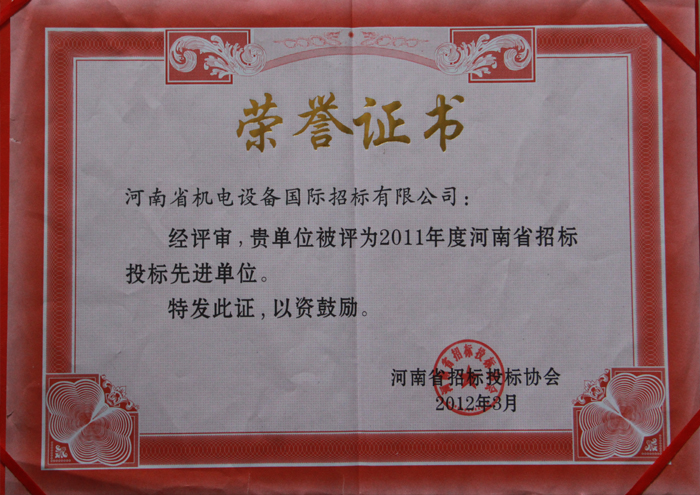 荣誉证书
河南省机电设备国际招标有限公司：
经评审，贵单位被评为2011年度河南省招标
投标先进单位。
特发此证，以资鼓励。
河南省招标投标协会
2012年3月